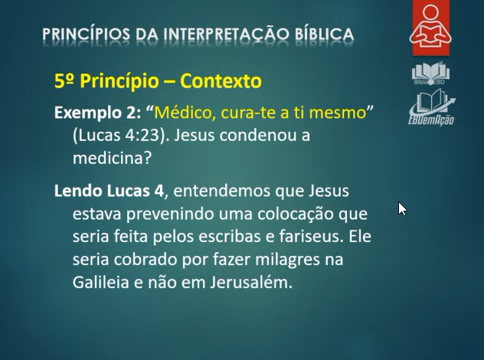 PRINCÍPIOS DA INTERPRETAÇÃO BÍBLICA
5º Princípio – Contexto
Exemplo 2: “Médico, cura-te a ti mesmo”
(Lucas 4:23). Jesus condenou a
medicina?
Lendo Lucas 4, entendemos que Jesus
estava prevenindo uma colocação que
seria feita pelos escribas e fariseus. Ele
seria cobrado por fazer milagres na
Galileia e não em Jerusalém.
EBDemAção